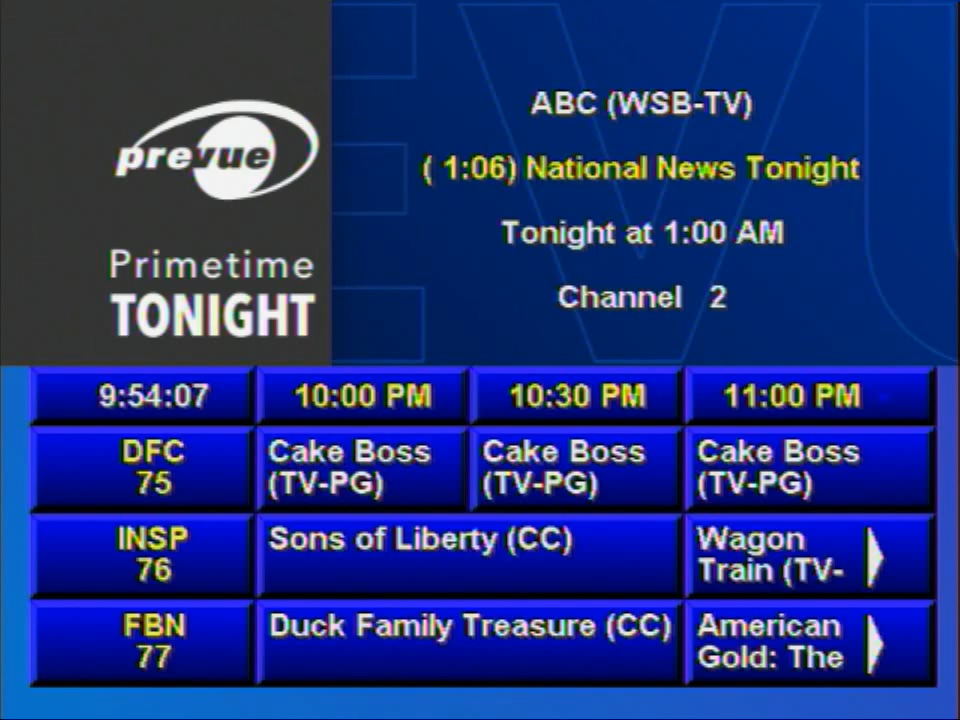 prevue
Primetime
TONIGHT
ABC (WSB-TV)
( 1:06) National News Tonight
Tonight at 1:00 AM
Channel 2
9:54:07 10:00 PM 10:30 PM 11:00 PM
DFC
75
Cake Boss
(TV-PG)
Cake Boss
(TV-PG)
Cake Boss
(TV-PG)
INSP
76
Sons of Liberty (CC)
Wagon
Train (TV-
FBN
77
Duck Family Treasure (CC)
American
Gold: The